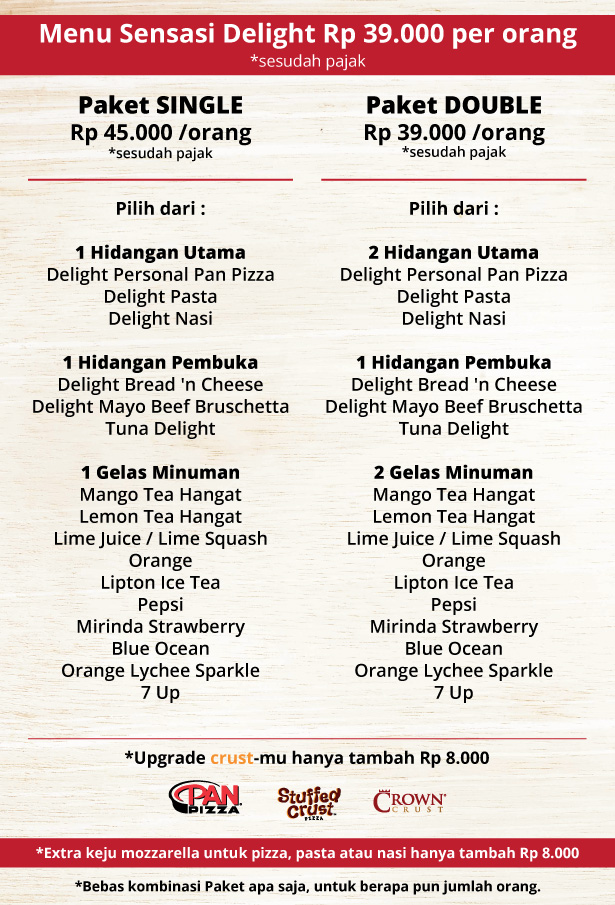 Menu Sensasi Delight Rp 39.000 per orang
*sesudah pajak
Paket SINGLE
Rp 45.000 /orang
*sesudah pajak
Pilih dari :
1 Hidangan Utama
Delight Personal Pan Pizza
Delight Pasta
Delight Nasi
1 Hidangan Pembuka
Delight Bread 'n Cheese
Delight Mayo Beef Bruschetta
Tuna Delight
1 Gelas Minuman
Mango Tea Hangat
Lemon Tea Hangat
Lime Juice / Lime Squash
Orange
Lipton Ice Tea
Pepsi
Mirinda Strawberry
Blue Ocean
Orange Lychee Sparkle
7 Up
Paket DOUBLE
Rp 39.000 /orang
*sesudah pajak
Pilih dari :
2 Hidangan Utama
Delight Personal Pan Pizza
Delight Pasta
Delight Nasi
1 Hidangan Pembuka
Delight Bread 'n Cheese
Delight Mayo Beef Bruschetta
Tuna Delight
2 Gelas Minuman
Mango Tea Hangat
Lemon Tea Hangat
Lime Juice / Lime Squash
Orange
Lipton Ice Tea
Pepsi
Mirinda Strawberry
Blue Ocean
Orange Lychee Sparkle
7 Up
*Upgrade crust-mu hanya tambah Rp 8.000
PAN
PIZZA
Stuffed
Crust
PIZZA
CROWN
CRUST
*Extra keju mozzarella untuk pizza, pasta atau nasi hanya tambah Rp 8.000
*Bebas kombinasi Paket apa saja, untuk berapa pun jumlah orang.